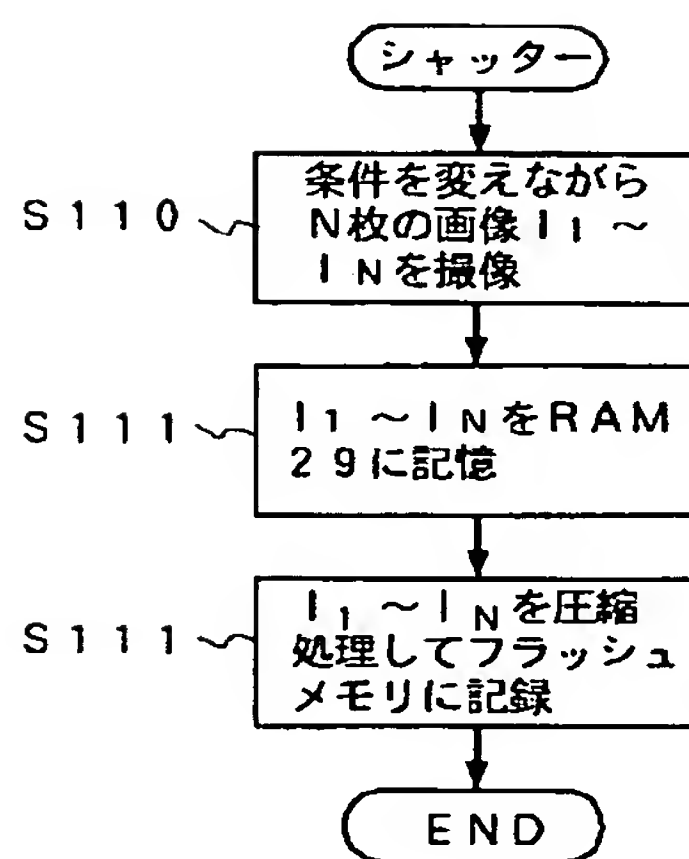 シャッター
条件を変えながら
S110 N枚の画像I1～
INを撮像
S111 I1～INをRAM
29に記憶
I1～INを圧縮
S111 処理してフラッシュ
メモリに記録
END